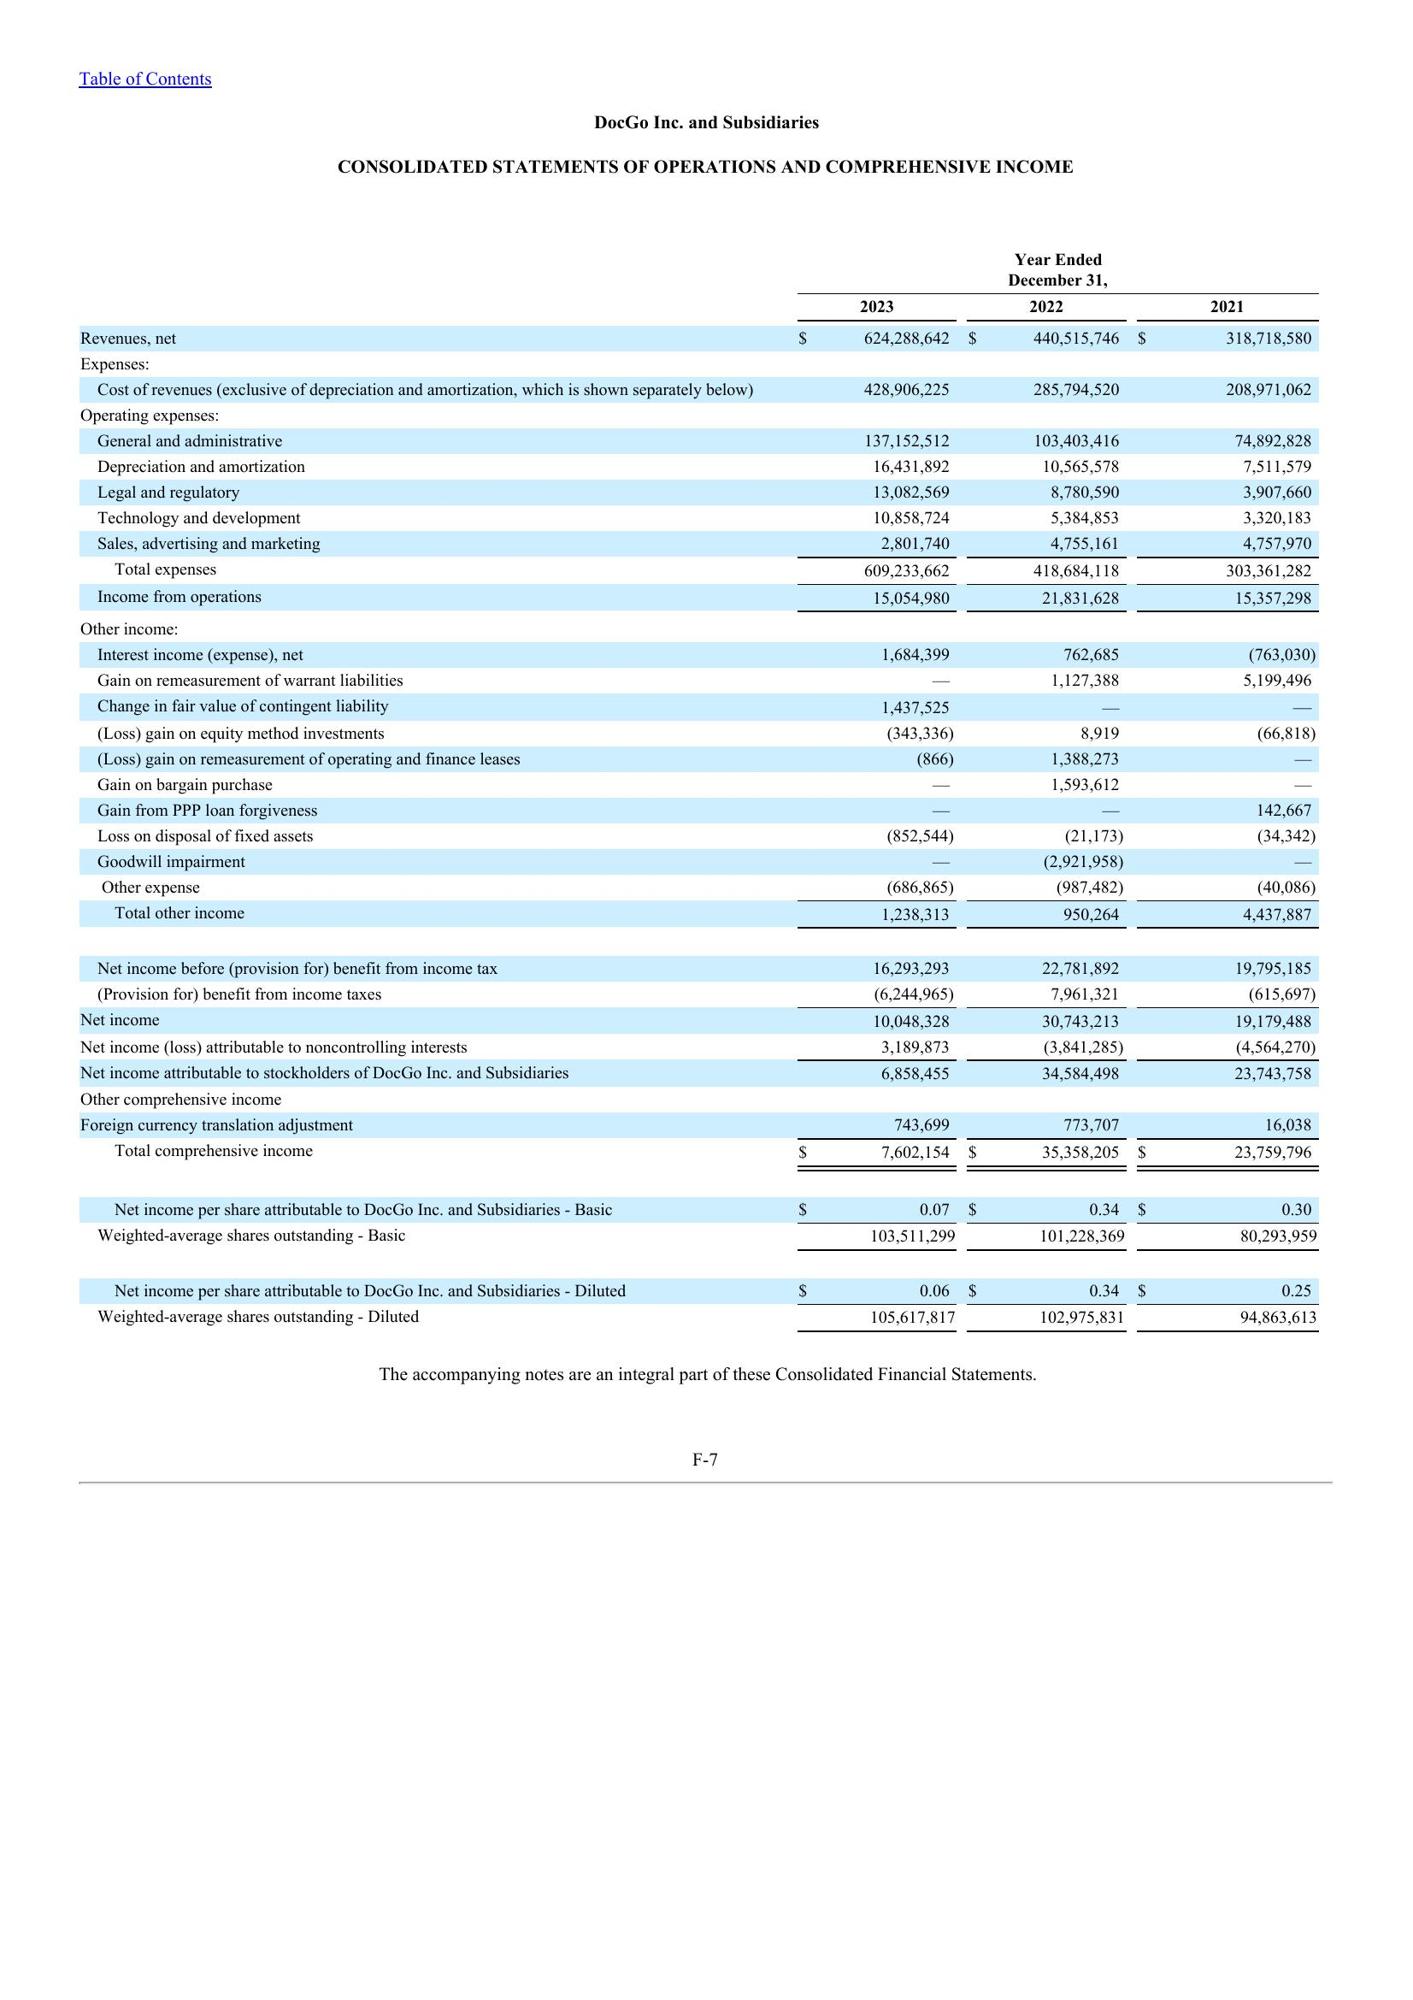 Table of Contents
DocGo Inc. and Subsidiaries
CONSOLIDATED STATEMENTS OF OPERATIONS AND COMPREHENSIVE INCOME
Year Ended
December 31,
2023 2022 2021
Revenues, net $ 624,288,642 $ 440,515,746 $ 318,718,580
Expenses:
Cost of revenues (exclusive of depreciation and amortization, which is shown separately below) 428,906,225 285,794,520 208,971,062
Operating expenses:
General and administrative 137,152,512 103,403,416 74,892,828
Depreciation and amortization 16,431,892 10,565,578 7,511,579
Legal and regulatory 13,082,569 8,780,590 3,907,660
Technology and development 10,858,724 5,384,853 3,320,183
Sales, advertising and marketing 2,801,740 4,755,161 4,757,970
Total expenses 609,233,662 418,684,118 303,361,282
Income from operations 15,054,980 21,831,628 15,357,298
Other income:
Interest income (expense), net 1,684,399 762,685 (763,030)
Gain on remeasurement of warrant liabilities — 1,127,388 5,199,496
Change in fair value of contingent liability 1,437,525 — —
(Loss) gain on equity method investments (343,336) 8,919 (66,818)
(Loss) gain on remeasurement of operating and finance leases (866) 1,388,273 —
Gain on bargain purchase — 1,593,612 —
Gain from PPP loan forgiveness — — 142,667
Loss on disposal of fixed assets (852,544) (21,173) (34,342)
Goodwill impairment — (2,921,958) —
Other expense (686,865) (987,482) (40,086)
Total other income 1,238,313 950,264 4,437,887
Net income before (provision for) benefit from income tax 16,293,293 22,781,892 19,795,185
(Provision for) benefit from income taxes (6,244,965) 7,961,321 (615,697)
Net income 10,048,328 30,743,213 19,179,488
Net income (loss) attributable to noncontrolling interests 3,189,873 (3,841,285) (4,564,270)
Net income attributable to stockholders of DocGo Inc. and Subsidiaries 6,858,455 34,584,498 23,743,758
Other comprehensive income
Foreign currency translation adjustment 743,699 773,707 16,038
Total comprehensive income $ 7,602,154 $ 35,358,205 $ 23,759,796
Net income per share attributable to DocGo Inc. and Subsidiaries - Basic $ 0.07 $ 0.34 $ 0.30
Weighted-average shares outstanding - Basic 103,511,299 101,228,369 80,293,959
Net income per share attributable to DocGo Inc. and Subsidiaries - Diluted $ 0.06 $ 0.34 $ 0.25
Weighted-average shares outstanding - Diluted 105,617,817 102,975,831 94,863,613
The accompanying notes are an integral part of these Consolidated Financial Statements.
F-7